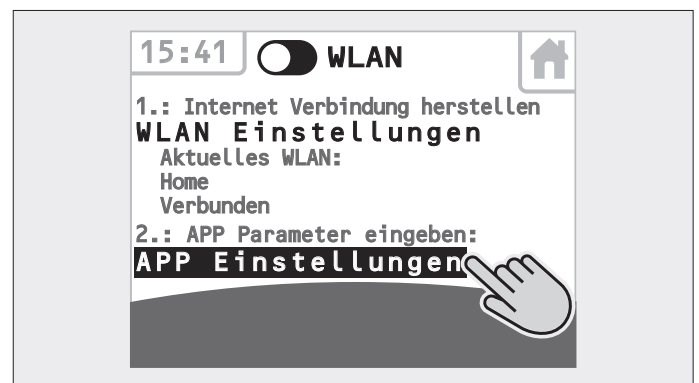 15:41 WLAN
1.: Internet Verbindung herstellen
WLAN Einstellungen
Aktuelles WLAN:
Home
Verbunden
2.: APP Parameter eingeben:
APP Einstellungen